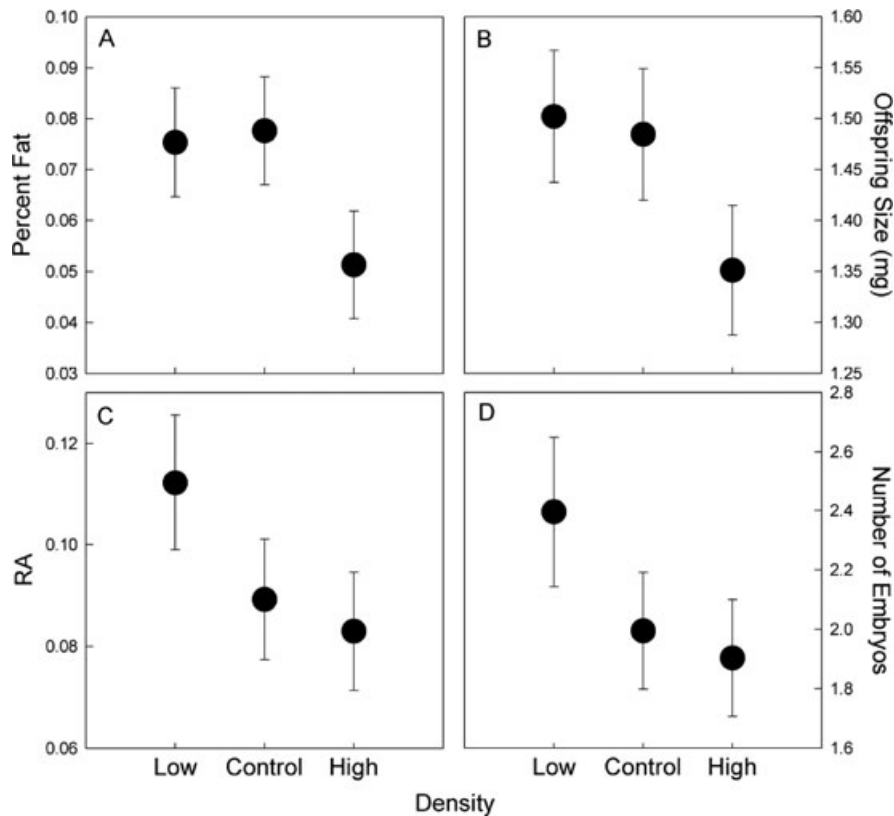 A
0.10
0.09
0.08
0.07
0.06
0.05
0.04
0.03
Percent Fat
B
1.60
1.55
1.50
1.45
1.40
1.35
1.30
1.25
Offspring Size (mg)
C
0.12
0.10
0.08
0.06
RA
D
2.8
2.6
2.4
2.2
2.0
1.8
1.6
Number of Embryos
Low Control High
Low Control High
Density